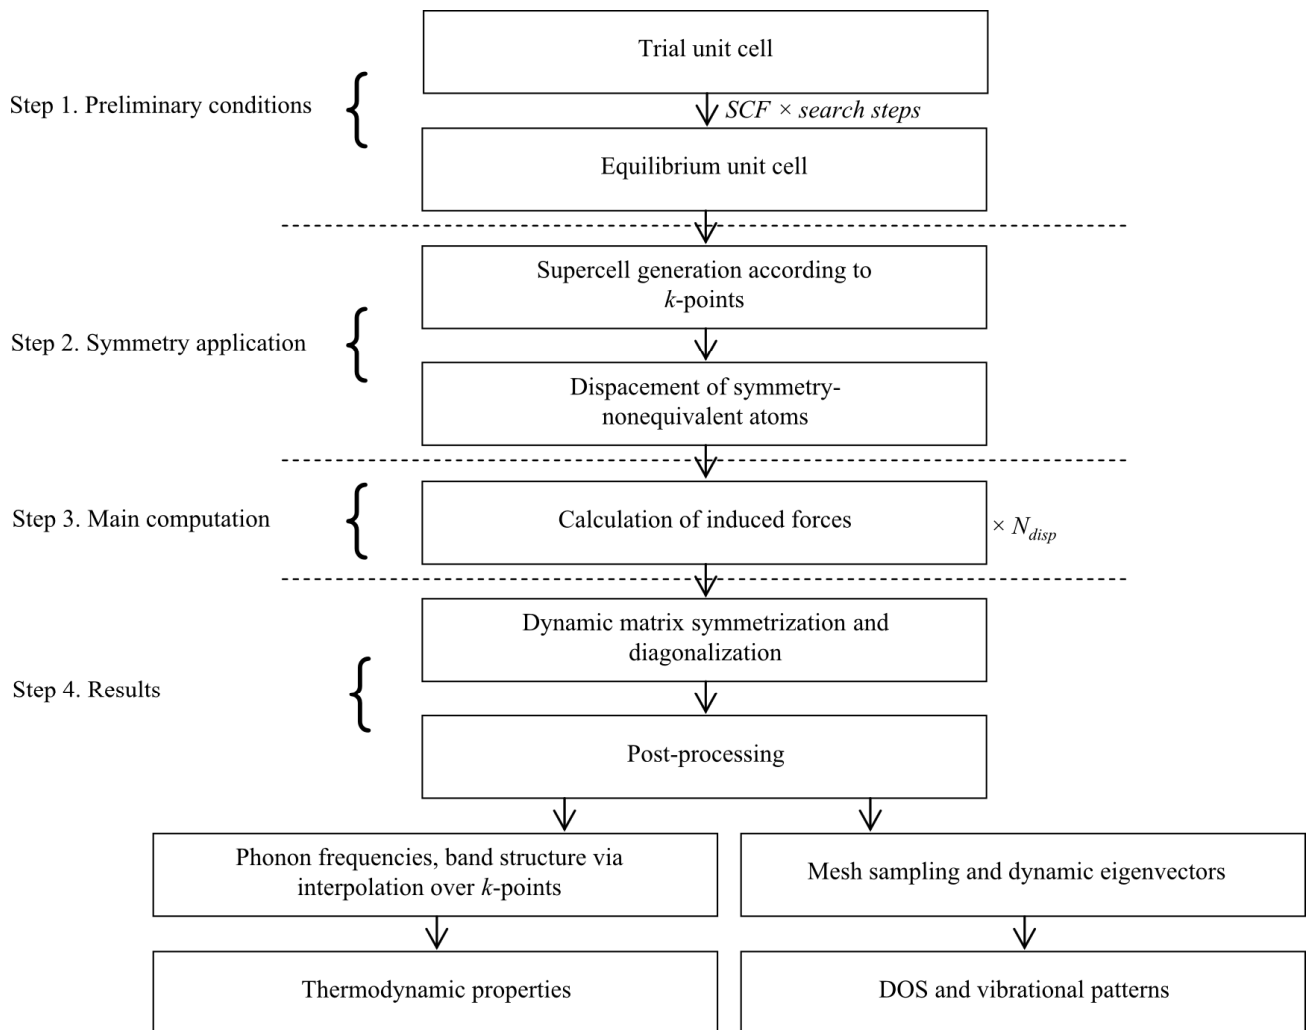 Trial unit cell
Step 1. Preliminary conditions
SCF × search steps
Equilibrium unit cell
Supercell generation according to
k-points
Step 2. Symmetry application
Dispacement of symmetry-
nonequivalent atoms
Step 3. Main computation
Calculation of induced forces
× N_disp
Dynamic matrix symmetrization and
diagonalization
Step 4. Results
Post-processing
Phonon frequencies, band structure via
interpolation over k-points
Mesh sampling and dynamic eigenvectors
Thermodynamic properties
DOS and vibrational patterns